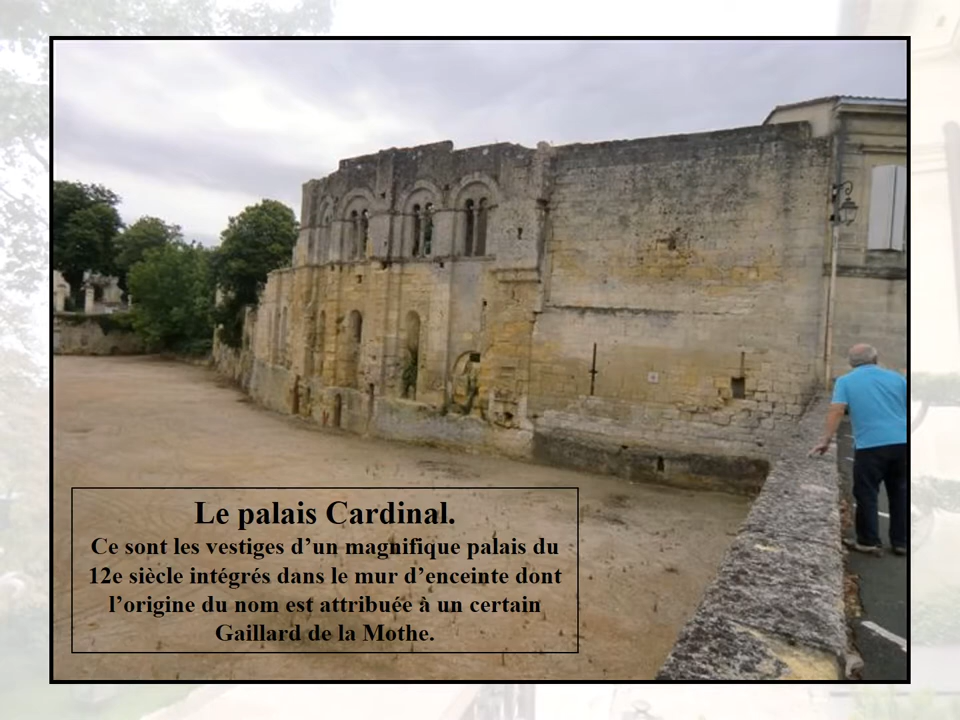 Le palais Cardinal.
Ce sont les vestiges d’un magnifique palais du
12e siècle intégrés dans le mur d’enceinte dont
l’origine du nom est attribuée à un certain
Gaillard de la Mothe.